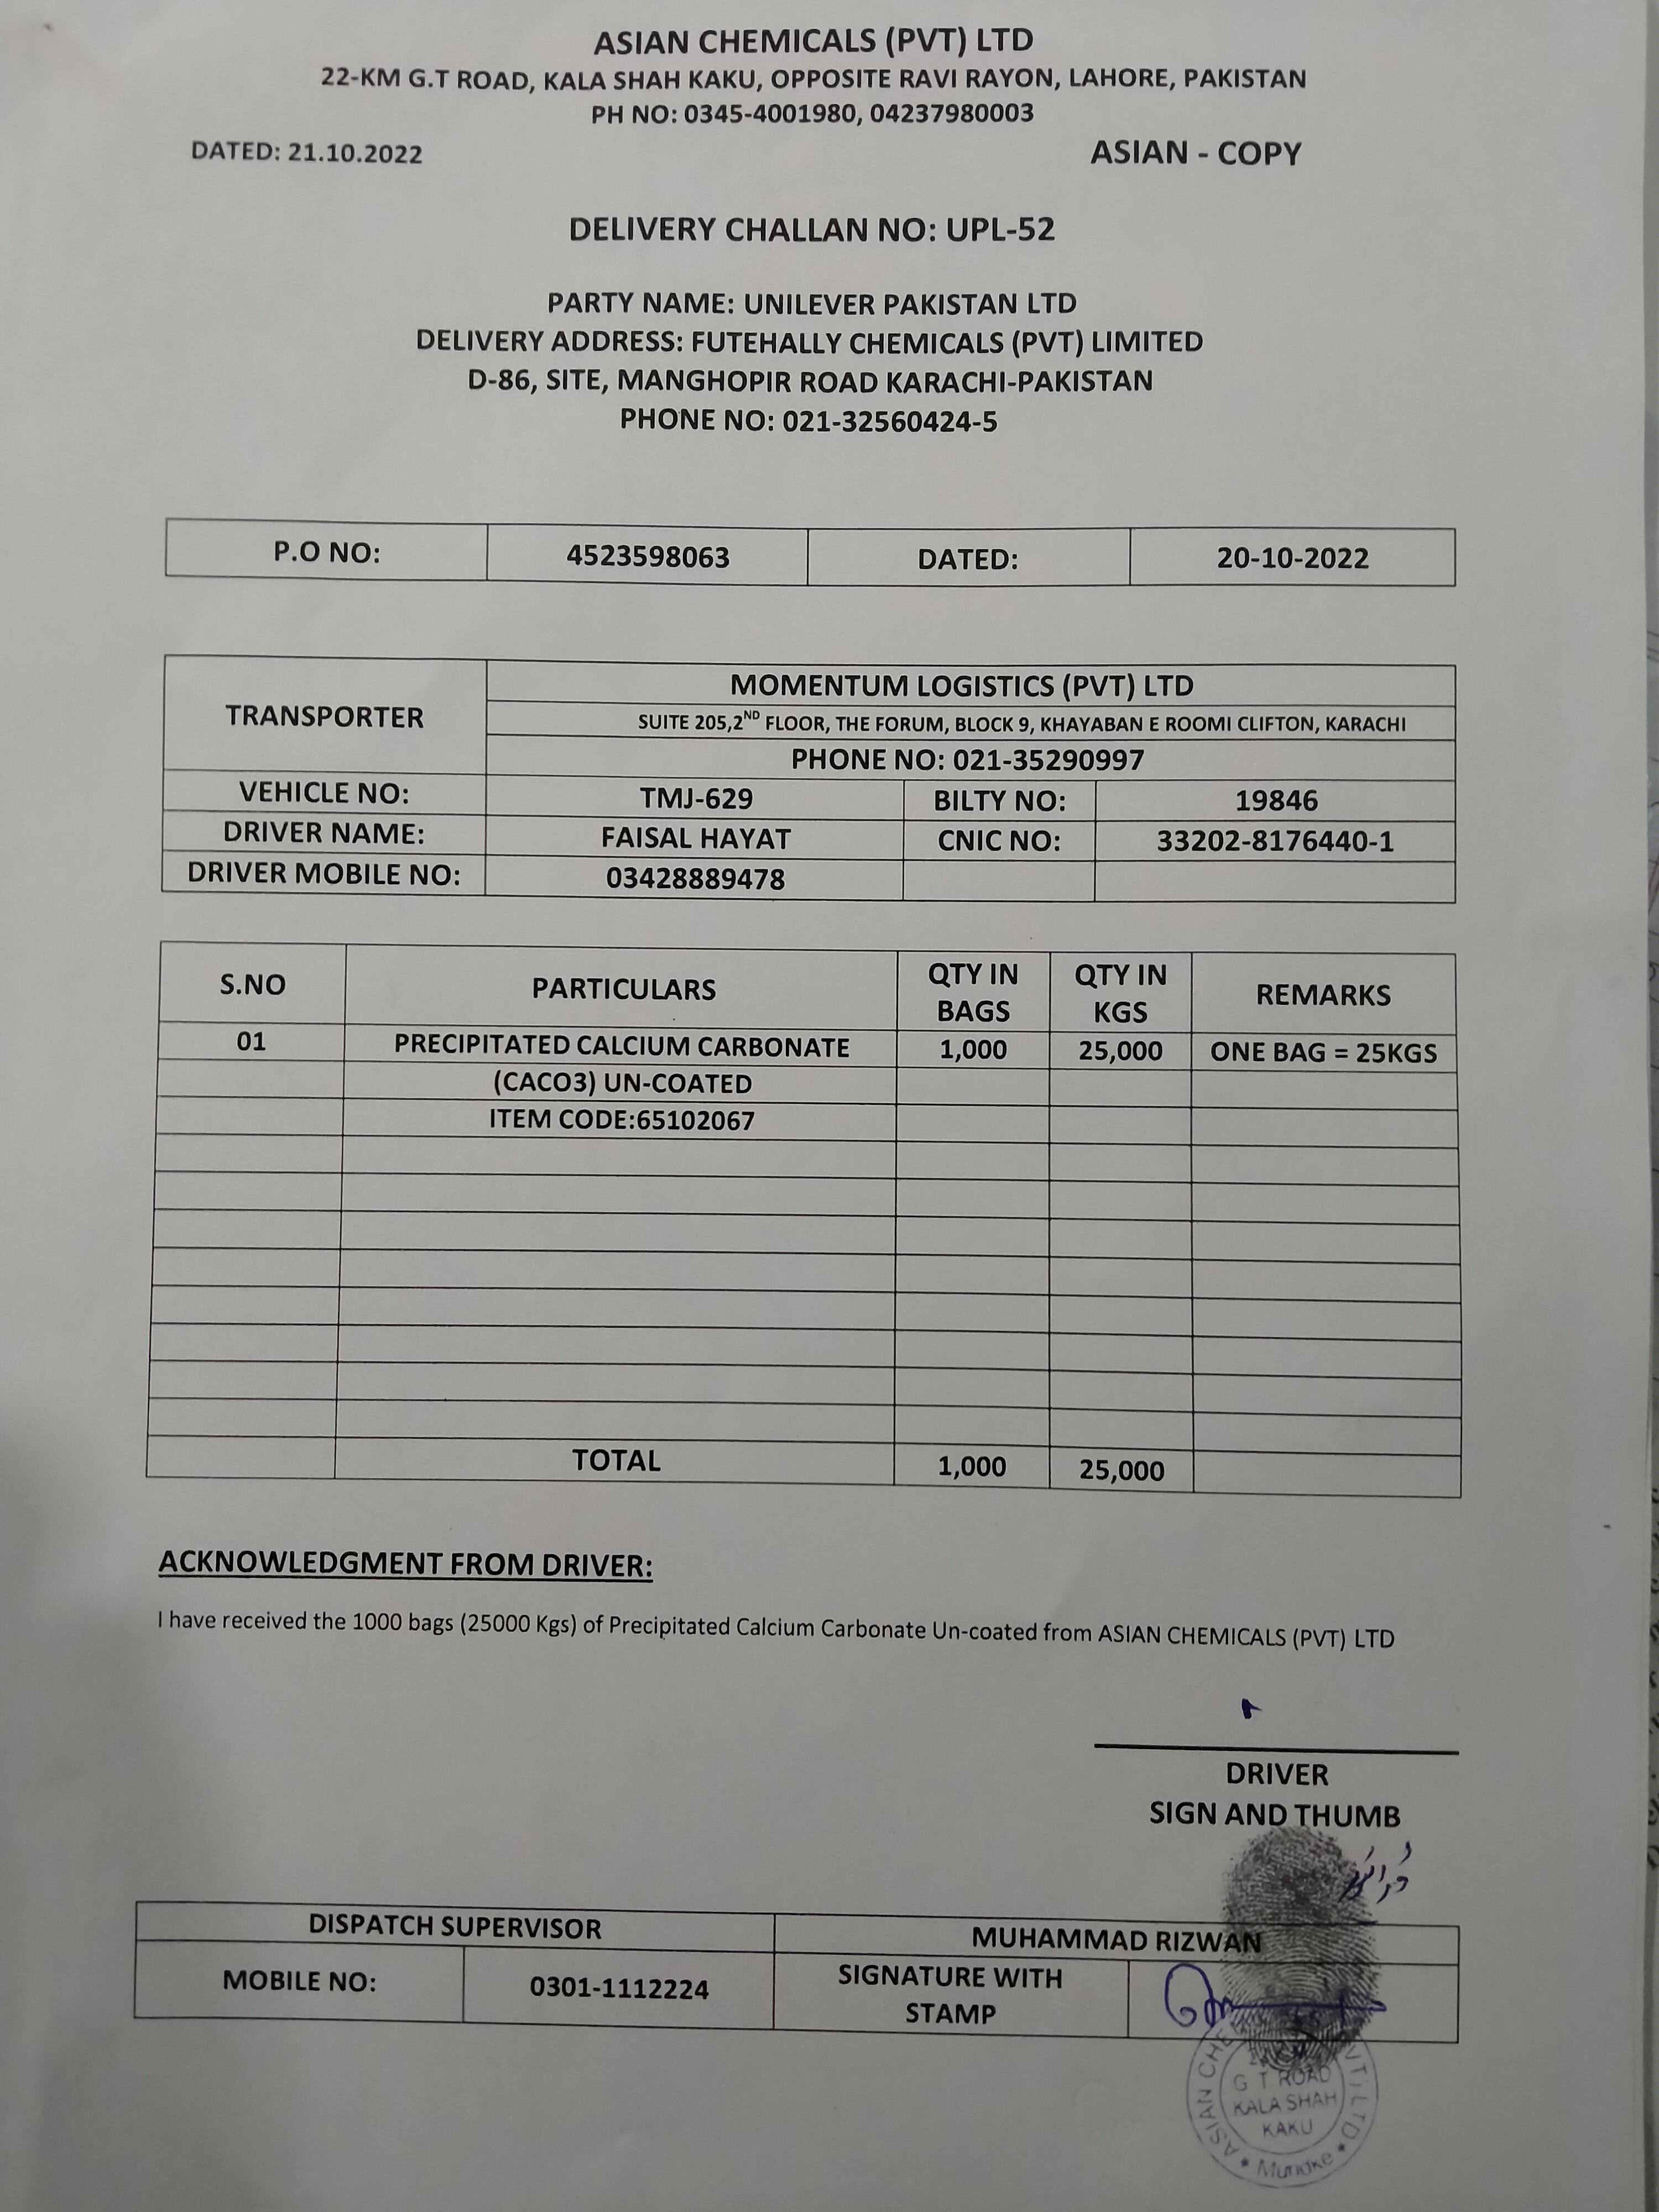 ASIAN CHEMICALS (PVT) LTD
22-KM G.T ROAD, KALA SHAH KAKU, OPPOSITE RAVI RAYON, LAHORE, PAKISTAN
PH NO: 0345-4001980, 04237980003
DATED: 21.10.2022 ASIAN - COPY
DELIVERY CHALLAN NO: UPL-52
PARTY NAME: UNILEVER PAKISTAN LTD
DELIVERY ADDRESS: FUTEHALLY CHEMICALS (PVT) LIMITED
D-86, SITE, MANGHOPIR ROAD KARACHI-PAKISTAN
PHONE NO: 021-32560424-5
P.O NO: 4523598063 DATED: 20-10-2022
TRANSPORTER
MOMENTUM LOGISTICS (PVT) LTD
SUITE 205,2ND FLOOR, THE FORUM, BLOCK 9, KHAYABAN E ROOMI CLIFTON, KARACHI
PHONE NO: 021-35290997
VEHICLE NO: TMJ-629 BILTY NO: 19846
DRIVER NAME: FAISAL HAYAT CNIC NO: 33202-8176440-1
DRIVER MOBILE NO: 03428889478
S.NO PARTICULARS QTY IN BAGS QTY IN KGS REMARKS
01 PRECIPITATED CALCIUM CARBONATE 1,000 25,000 ONE BAG = 25KGS
(CACO3) UN-COATED
ITEM CODE:65102067
TOTAL 1,000 25,000
ACKNOWLEDGMENT FROM DRIVER:
I have received the 1000 bags (25000 Kgs) of Precipitated Calcium Carbonate Un-coated from ASIAN CHEMICALS (PVT) LTD
DRIVER
SIGN AND THUMB
DISPATCH SUPERVISOR MUHAMMAD RIZWAN
MOBILE NO: 0301-1112224 SIGNATURE WITH STAMP
ASIAN CHE
PVT) LTD
G T ROAD
KALA SHAH
KAKU
Muridke